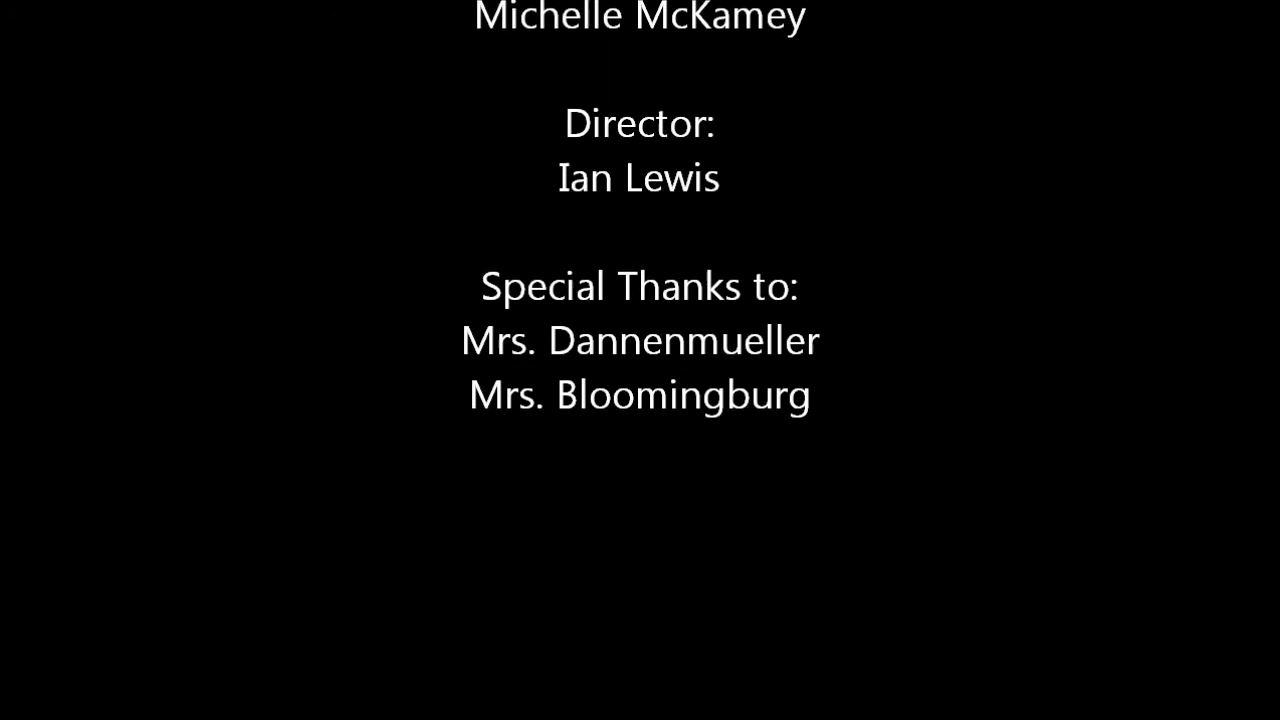 Michelle McKamey
Director:
Ian Lewis
Special Thanks to:
Mrs. Dannenmueller
Mrs. Bloomingburg